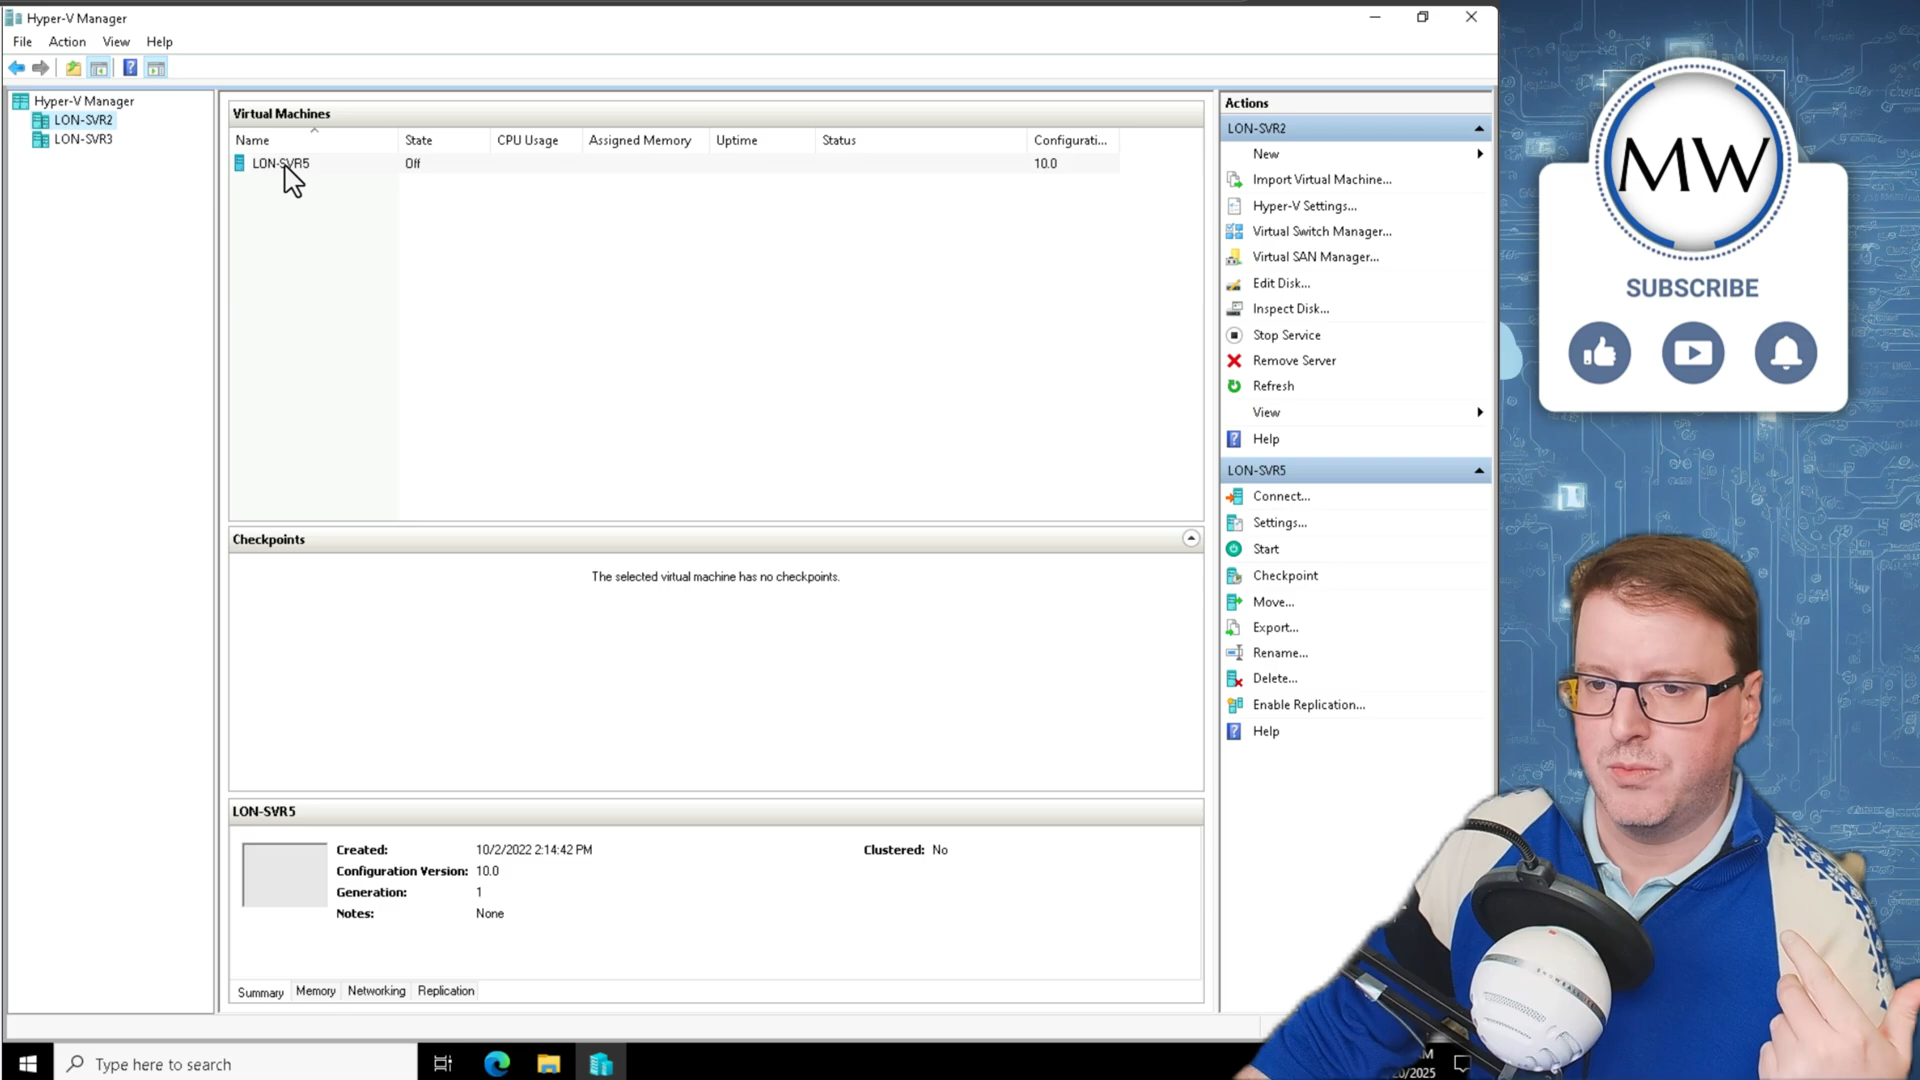 Hyper-V Manager
File Action View Help
Hyper-V Manager
LON-SVR2
LON-SVR3
Virtual Machines
Name State CPU Usage Assigned Memory Uptime Status Configurati...
LON-SVR5 Off 10.0
Checkpoints
The selected virtual machine has no checkpoints.
LON-SVR5
Created: 10/2/2022 2:14:42 PM Clustered: No
Configuration Version: 10.0
Generation: 1
Notes: None
Summary Memory Networking Replication
Actions
LON-SVR2
New
Import Virtual Machine...
Hyper-V Settings...
Virtual Switch Manager...
Virtual SAN Manager...
Edit Disk...
Inspect Disk...
Stop Service
Remove Server
Refresh
View
Help
LON-SVR5
Connect...
Settings...
Start
Checkpoint
Move...
Export...
Rename...
Delete...
Enable Replication...
Help
MW
SUBSCRIBE
Type here to search